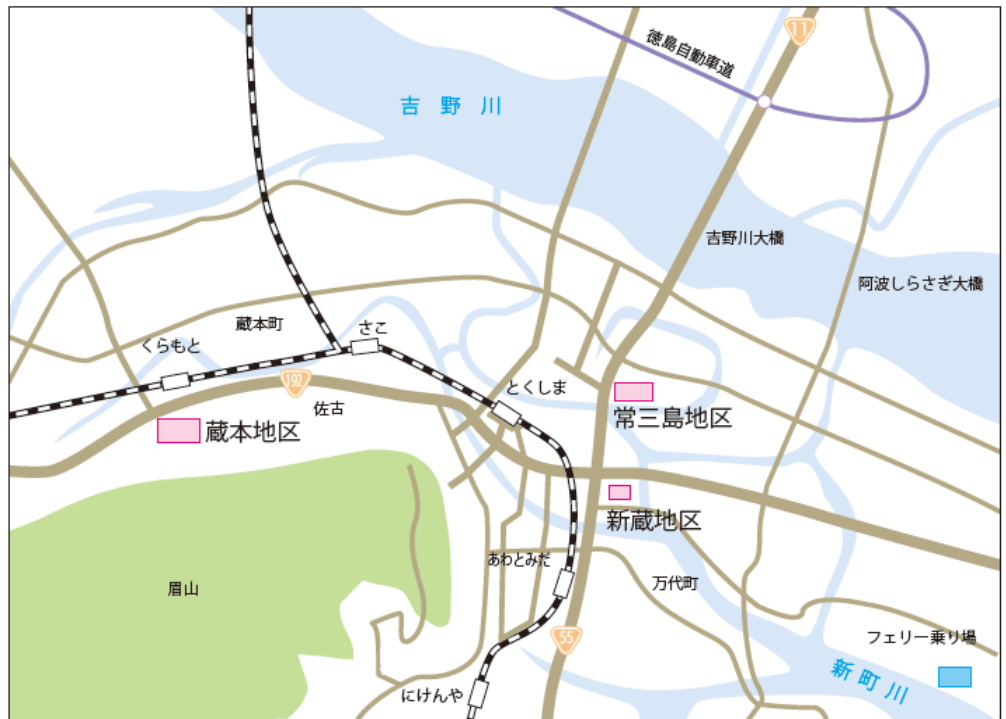 11
徳島自動車道
吉野川
吉野川大橋
阿波しらさぎ大橋
蔵本町
さこ
くらもと
192
とくしま
佐古
常三島地区
蔵本地区
新蔵地区
あわとみだ
万代町
眉山
55
フェリー乗り場
新町川
にけんや